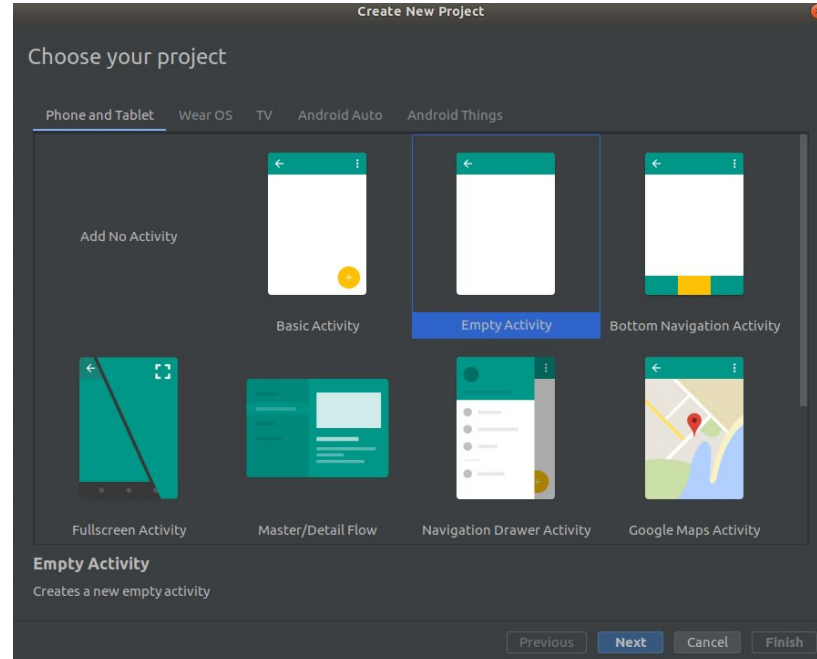 Create New Project
Choose your project
Phone and Tablet Wear OS TV Android Auto Android Things
Add No Activity
Basic Activity Empty Activity Bottom Navigation Activity
Fullscreen Activity Master/Detail Flow Navigation Drawer Activity Google Maps Activity
Empty Activity
Creates a new empty activity
Previous Next Cancel Finish